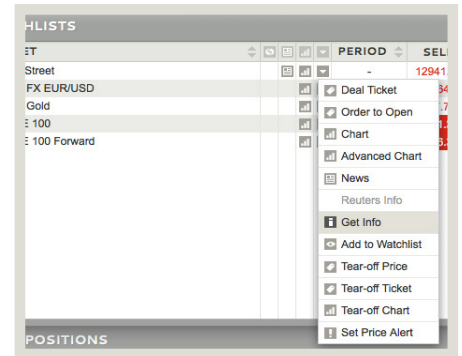 HLISTS
ET PERIOD SELL
Street - 12941.
FX EUR/USD
Gold
E 100
E 100 Forward
Deal Ticket
Order to Open
Chart
Advanced Chart
News
Reuters Info
Get Info
Add to Watchlist
Tear-off Price
Tear-off Ticket
Tear-off Chart
Set Price Alert
POSITIONS